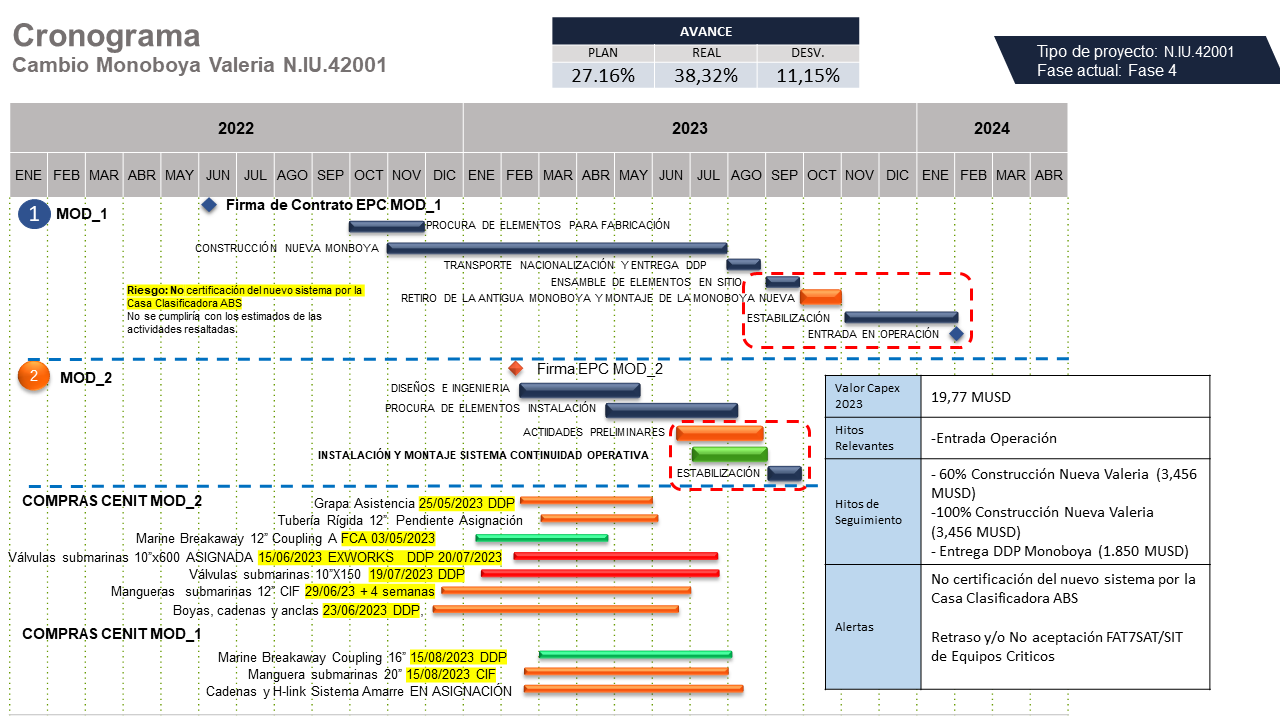 Cronograma
Cambio Monoboya Valeria N.IU.42001
AVANCE
PLAN REAL DESV.
27.16% 38,32% 11,15%
Tipo de proyecto: N.IU.42001
Fase actual: Fase 4
2022 2023 2024
ENE FEB MAR ABR MAY JUN JUL AGO SEP OCT NOV DIC ENE FEB MAR ABR MAY JUN JUL AGO SEP OCT NOV DIC ENE FEB MAR ABR
1 MOD_1
Firma de Contrato EPC MOD_1
PROCURA DE ELEMENTOS PARA FABRICACIÓN
CONSTRUCCIÓN NUEVA MONBOYA
TRANSPORTE NACIONALIZACIÓN Y ENTREGA DDP
ENSAMBLE DE ELEMENTOS EN SITIO
RETIRO DE LA ANTIGUA MONOBOYA Y MONTAJE DE LA MONOBOYA NUEVA
ESTABILIZACIÓN
ENTRADA EN OPERACIÓN
Riesgo: No certificación del nuevo sistema por la
Casa Clasificadora ABS
No se cumpliría con los estimados de las
actividades resaltadas.
2 MOD_2
Firma EPC MOD_2
DISEÑOS E INGENIERIA
PROCURA DE ELEMENTOS INSTALACIÓN
ACTIIDADES PRELIMINARES
INSTALACIÓN Y MONTAJE SISTEMA CONTINUIDAD OPERATIVA
ESTABILIZACIÓN
COMPRAS CENIT MOD_2
Grapa Asistencia 25/05/2023 DDP
Tubería Rígida 12” Pendiente Asignación
Marine Breakaway 12” Coupling A FCA 03/05/2023
Válvulas submarinas 10”x600 ASIGNADA 15/06/2023 EXWORKS DDP 20/07/2023
Válvulas submarinas 10”X150 19/07/2023 DDP
Mangueras submarinas 12” CIF 29/06/23 + 4 semanas
Boyas, cadenas y anclas 23/06/2023 DDP,
COMPRAS CENIT MOD_1
Marine Breakaway Coupling 16” 15/08/2023 DDP
Manguera submarinas 20” 15/08/2023 CIF
Cadenas y H-link Sistema Amarre EN ASIGNACIÓN
Valor Capex
2023
19,77 MUSD
Hitos
Relevantes
-Entrada Operación
Hitos de
Seguimiento
- 60% Construcción Nueva Valeria (3,456
MUSD)
-100% Construcción Nueva Valeria
(3,456 MUSD)
- Entrega DDP Monoboya (1.850 MUSD)
Alertas
No certificación del nuevo sistema por la
Casa Clasificadora ABS
Retraso y/o No aceptación FAT7SAT/SIT
de Equipos Criticos